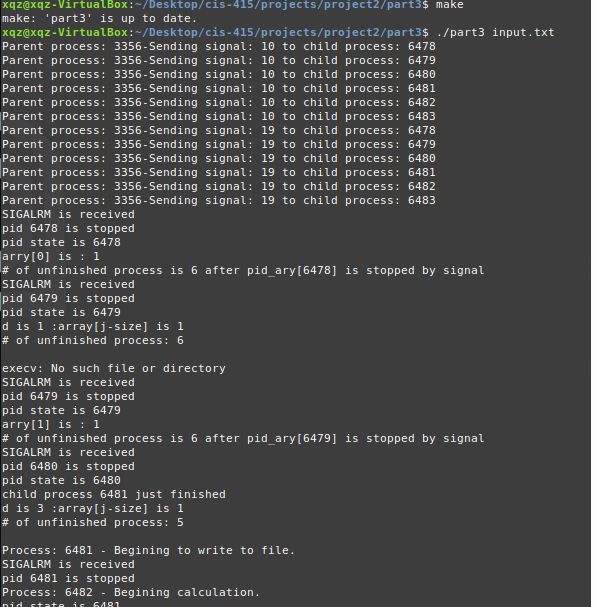 xqz@xqz-VirtualBox:~/Desktop/cis-415/projects/project2/part3$ make
make: 'part3' is up to date.
xqz@xqz-VirtualBox:~/Desktop/cis-415/projects/project2/part3$ ./part3 input.txt
Parent process: 3356-Sending signal: 10 to child process: 6478
Parent process: 3356-Sending signal: 10 to child process: 6479
Parent process: 3356-Sending signal: 10 to child process: 6480
Parent process: 3356-Sending signal: 10 to child process: 6481
Parent process: 3356-Sending signal: 10 to child process: 6482
Parent process: 3356-Sending signal: 10 to child process: 6483
Parent process: 3356-Sending signal: 19 to child process: 6478
Parent process: 3356-Sending signal: 19 to child process: 6479
Parent process: 3356-Sending signal: 19 to child process: 6480
Parent process: 3356-Sending signal: 19 to child process: 6481
Parent process: 3356-Sending signal: 19 to child process: 6482
Parent process: 3356-Sending signal: 19 to child process: 6483
SIGALRM is received
pid 6478 is stopped
pid state is 6478
arry[0] is : 1
# of unfinished process is 6 after pid_ary[6478] is stopped by signal
SIGALRM is received
pid 6479 is stopped
pid state is 6479
d is 1 :array[j-size] is 1
# of unfinished process: 6
execv: No such file or directory
SIGALRM is received
pid 6479 is stopped
pid state is 6479
arry[1] is : 1
# of unfinished process is 6 after pid_ary[6479] is stopped by signal
SIGALRM is received
pid 6480 is stopped
pid state is 6480
child process 6481 just finished
d is 3 :array[j-size] is 1
# of unfinished process: 5
Process: 6481 - Begining to write to file.
SIGALRM is received
pid 6481 is stopped
Process: 6482 - Begining calculation.
pid state is 6481